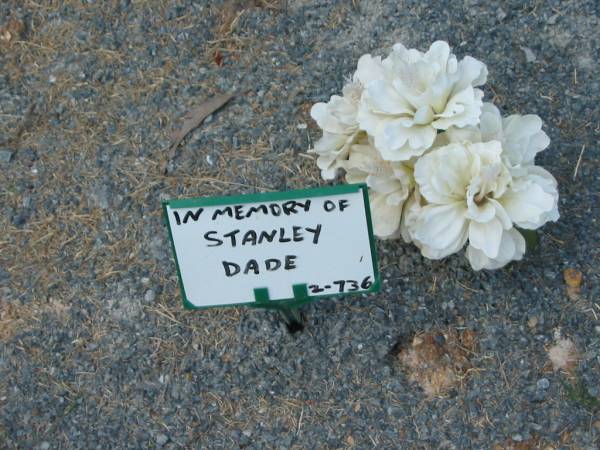 IN MEMORY OF
STANLEY
DADE
2-736